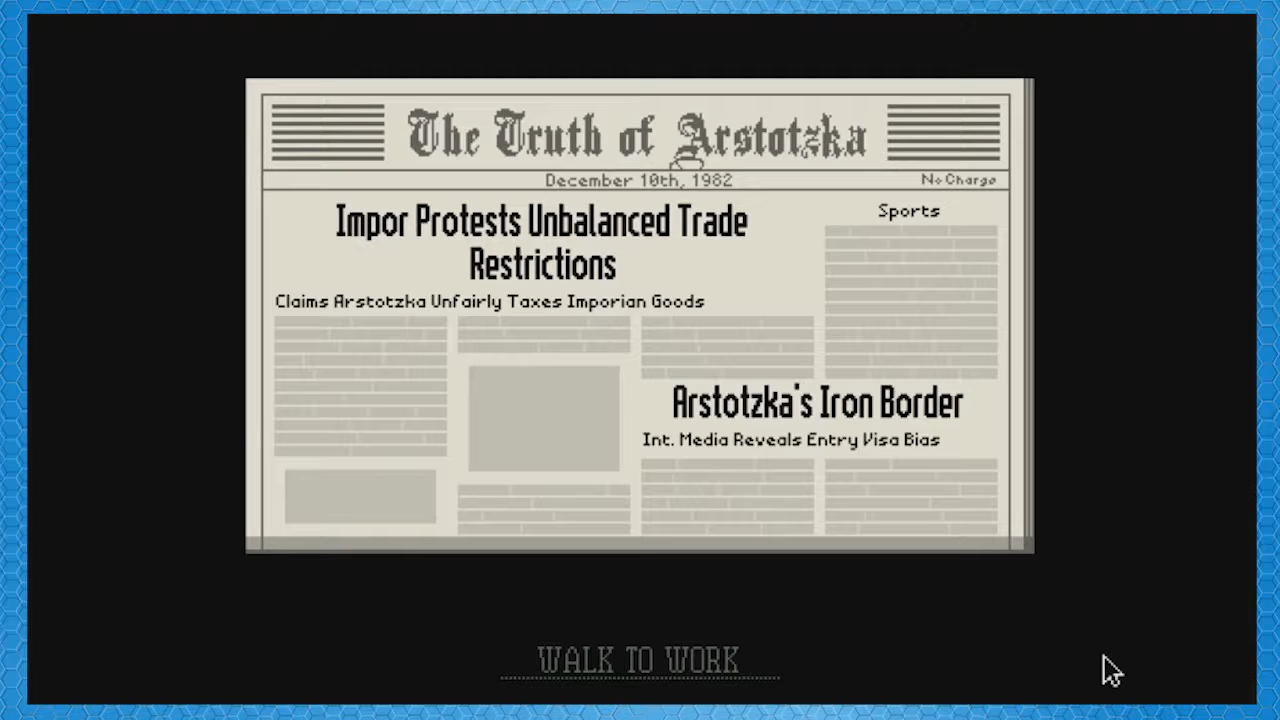 The Truth of Arstotzka
December 10th, 1982
No Charge
Impor Protests Unbalanced Trade
Restrictions
Claims Arstotzka Unfairly Taxes Imporian Goods
Sports
Arstotzka's Iron Border
Int. Media Reveals Entry Visa Bias
WALK TO WORK